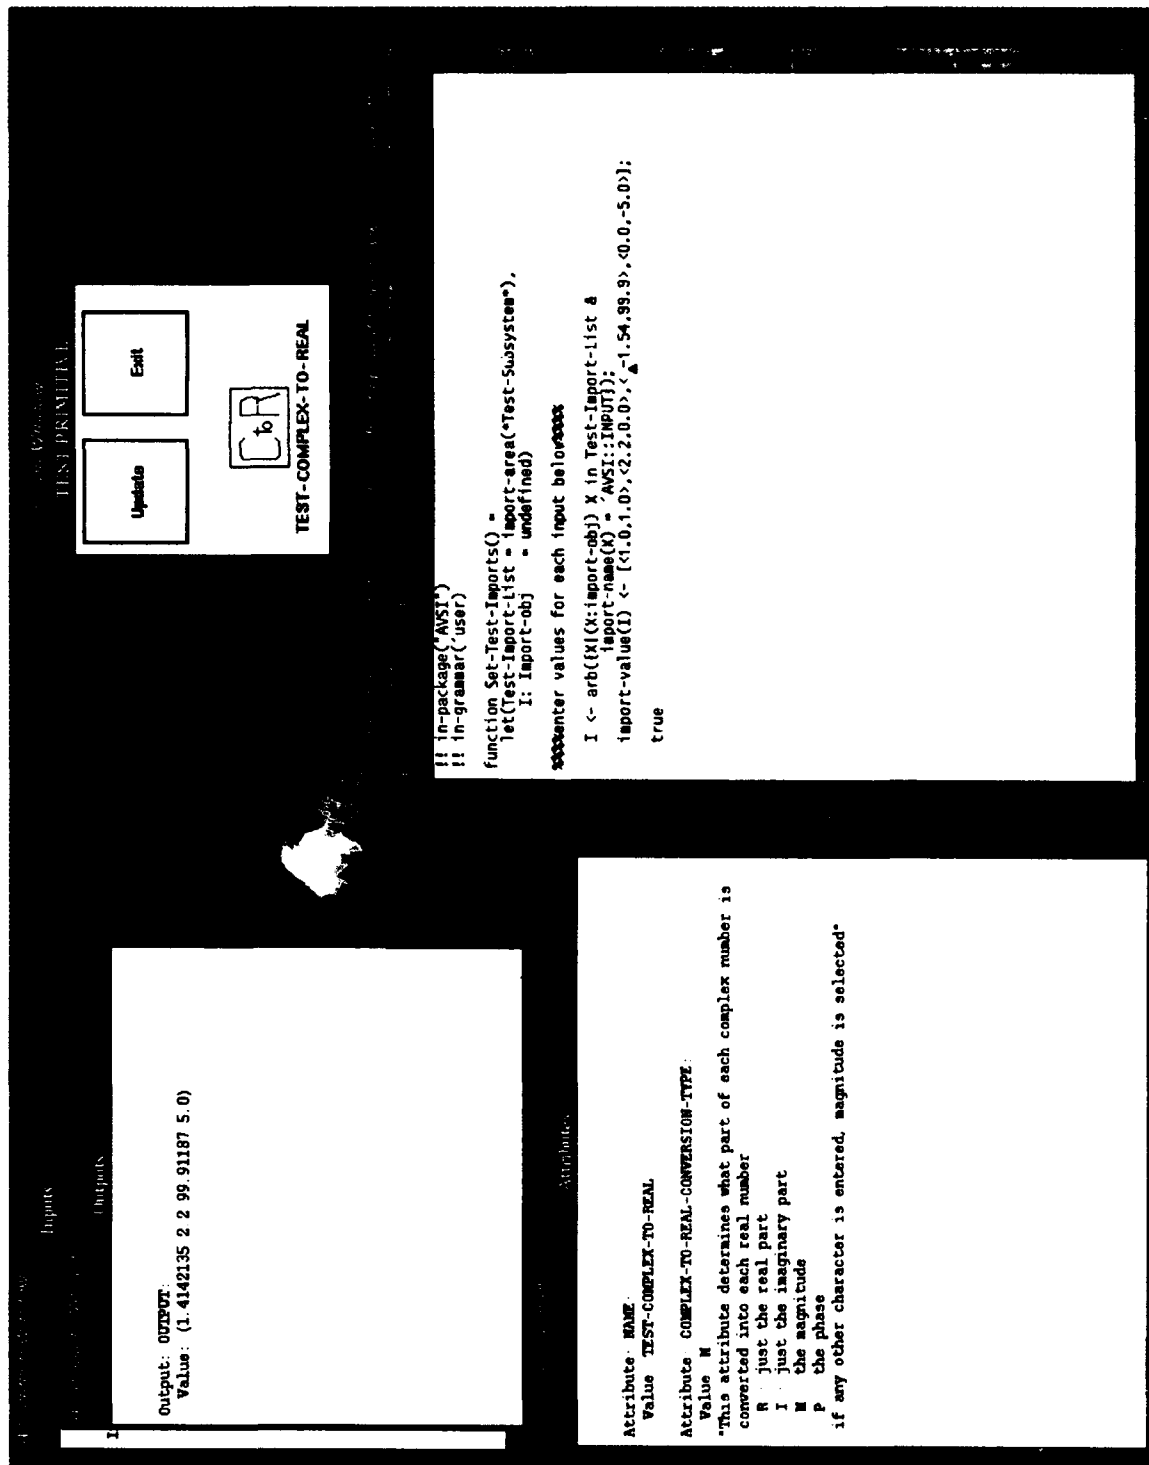 Inputs
Outputs
Output: OUTPUT:
Value: (1.4142135 2 2 99.91187 5.0)
Attributes
Attribute: NAME:
Value TEST-COMPLEX-TO-REAL
Attribute: COMPLEX-TO-REAL-CONVERSION-TYPE:
Value M
"This attribute determines what part of each complex number is
converted into each real number
R : just the real part
I : just the imaginary part
M the magnitude
P the phase
if any other character is entered, magnitude is selected"
TEST PRIMITIVE
Update
Exit
C to R
TEST-COMPLEX-TO-REAL
!! in-package("AVSI")
!! in-grammar('user)
function Set-Test-Imports() =
let(Test-Import-List = import-area(*Test-Subsystem*),
I: Import-obj = undefined)
%%%%enter values for each input below%%%%
I <- arb({X|(X:import-obj) X in Test-Import-List &
import-name(X) = 'AVSI::INPUT});
import-value(I) <- [<1.0,1.0>,<2.2,0.0>,< -1.54,99.9>,<0.0,-5.0>];
true